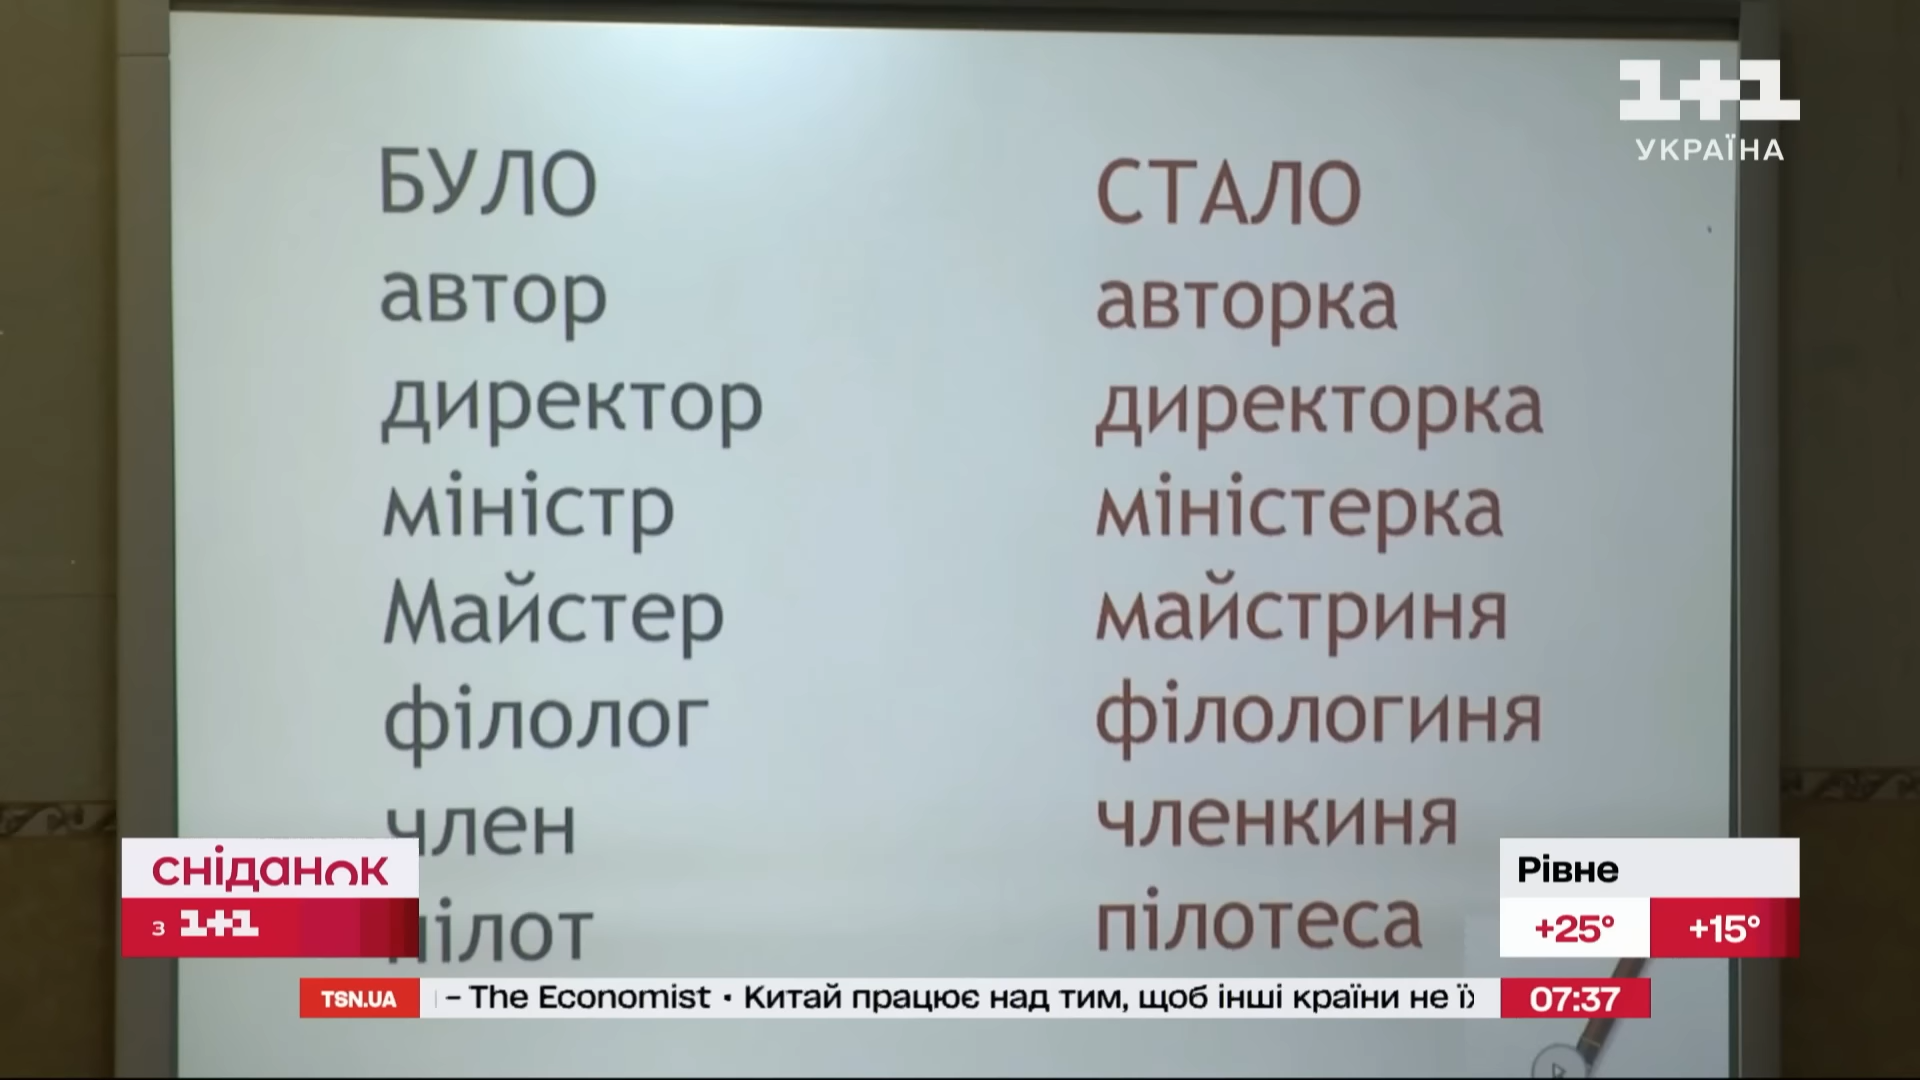 1+1
УКРАЇНА
БУЛО СТАЛО
автор авторка
директор директорка
міністр міністерка
Майстер майстриня
філолог філологиня
член членкиня
пілот пілотеса
сніданок
з 1+1
Рівне
+25° +15°
TSN.UA – The Economist • Китай працює над тим, щоб інші країни не 07:37